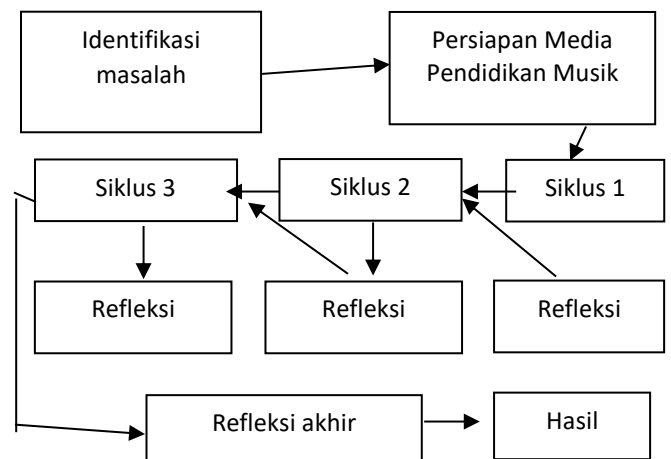 Identifikasi
masalah
Persiapan Media
Pendidikan Musik
Siklus 3
Siklus 2
Siklus 1
Refleksi
Refleksi
Refleksi
Refleksi akhir
Hasil